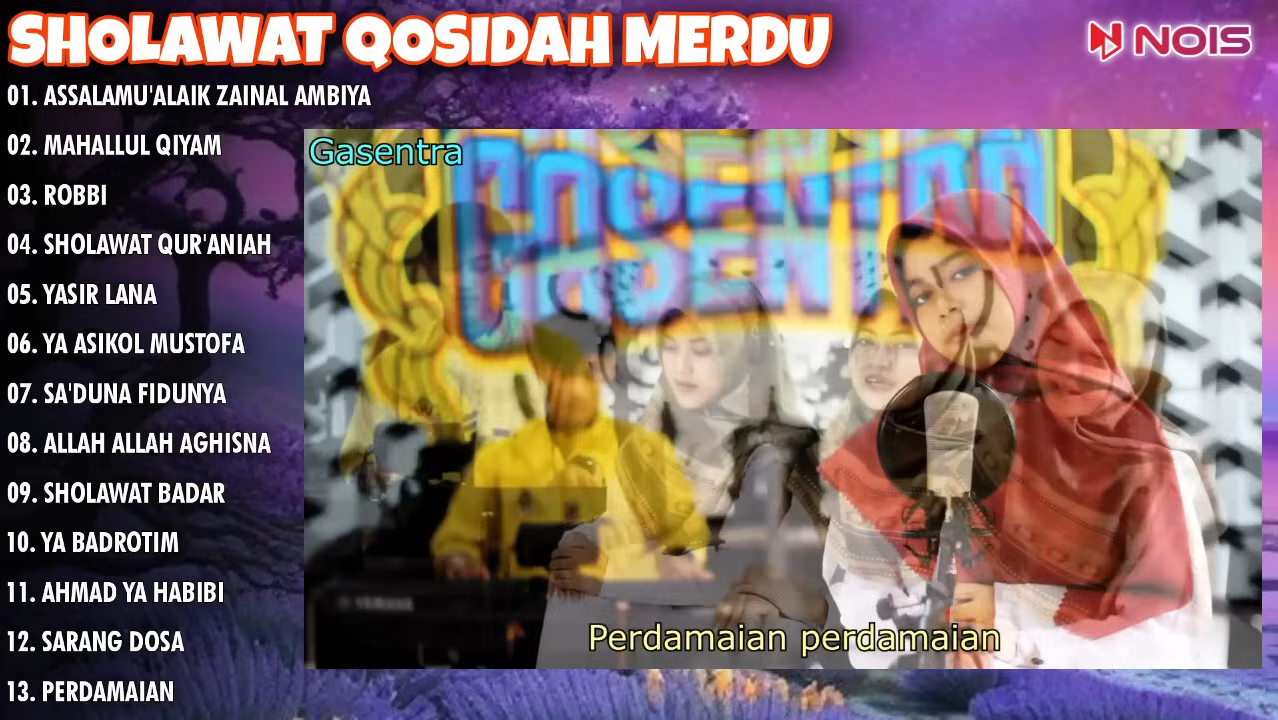 SHOLAWAT QOSIDAH MERDU
NOIS
01. ASSALAMU'ALAIK ZAINAL AMBIYA
02. MAHALLUL QIYAM
03. ROBBI
04. SHOLAWAT QUR'ANIAH
05. YASIR LANA
06. YA ASIKOL MUSTOFA
07. SA'DUNA FIDUNYA
08. ALLAH ALLAH AGHISNA
09. SHOLAWAT BADAR
10. YA BADROTIM
11. AHMAD YA HABIBI
12. SARANG DOSA
13. PERDAMAIAN
Gasentra
GASENTRA
YAMAHA
Perdamaian perdamaian